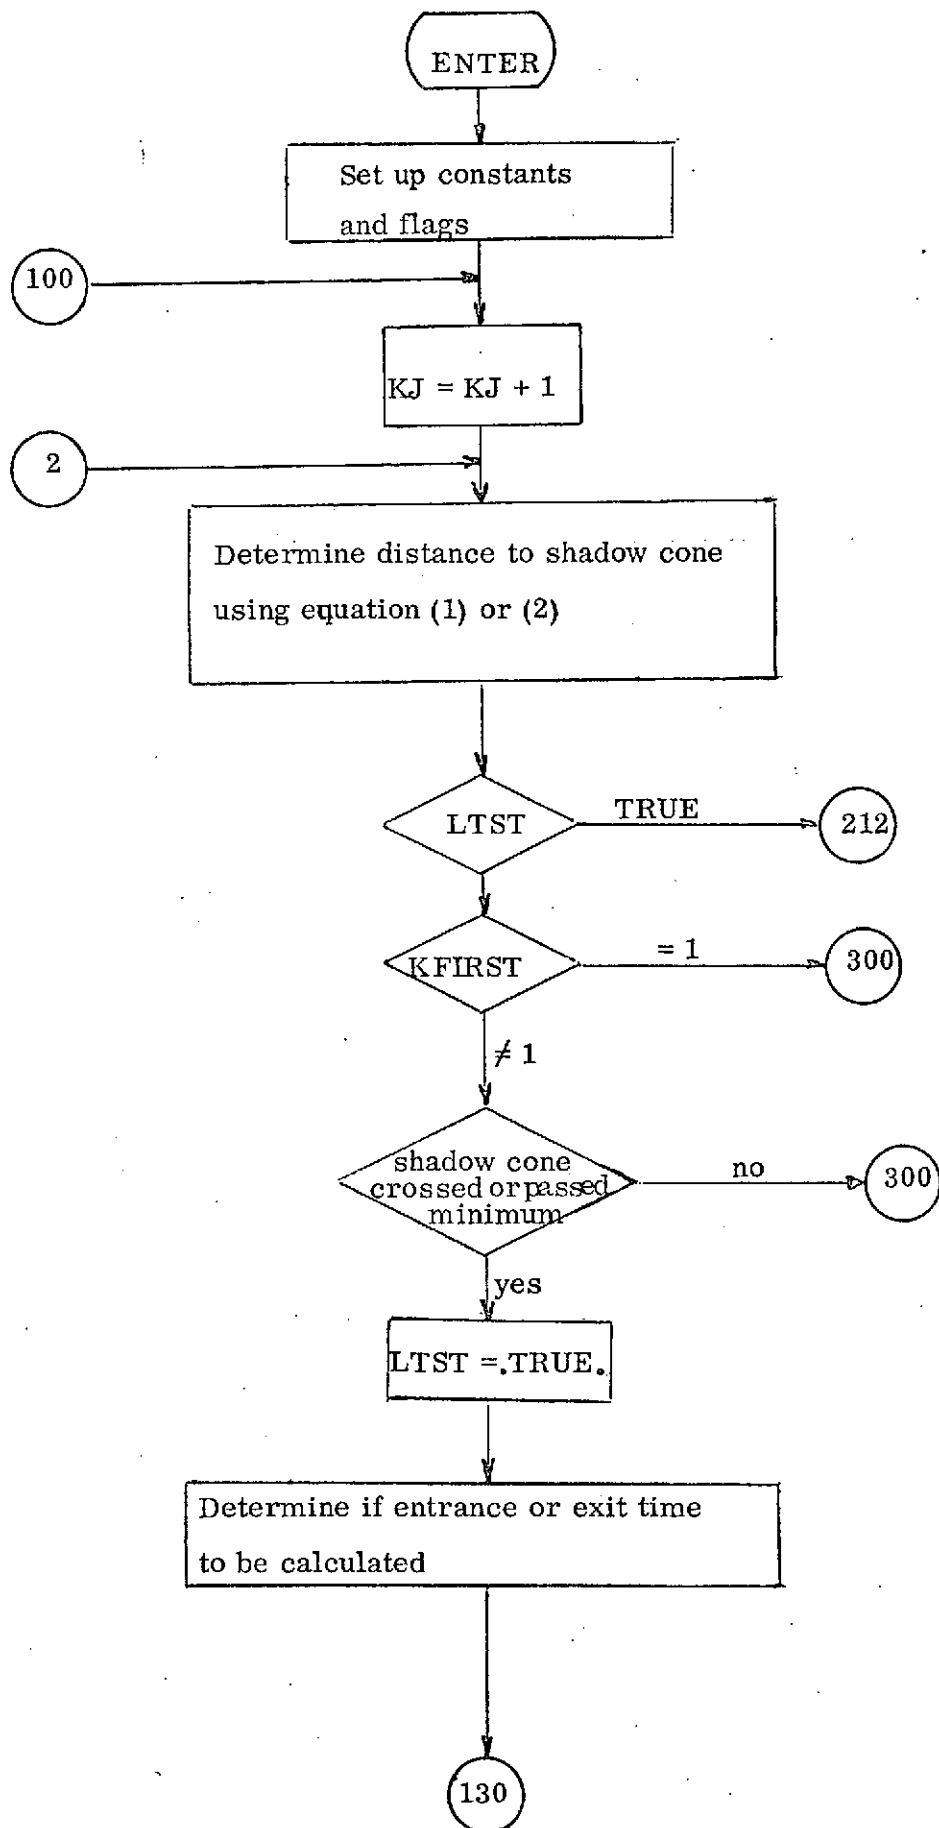 ENTER
Set up constants
and flags
100
KJ = KJ + 1
2
Determine distance to shadow cone
using equation (1) or (2)
LTST
TRUE
212
KFIRST
= 1
300
≠ 1
shadow cone
crossed or passed
minimum
no
300
yes
LTST =.TRUE.
Determine if entrance or exit time
to be calculated
130